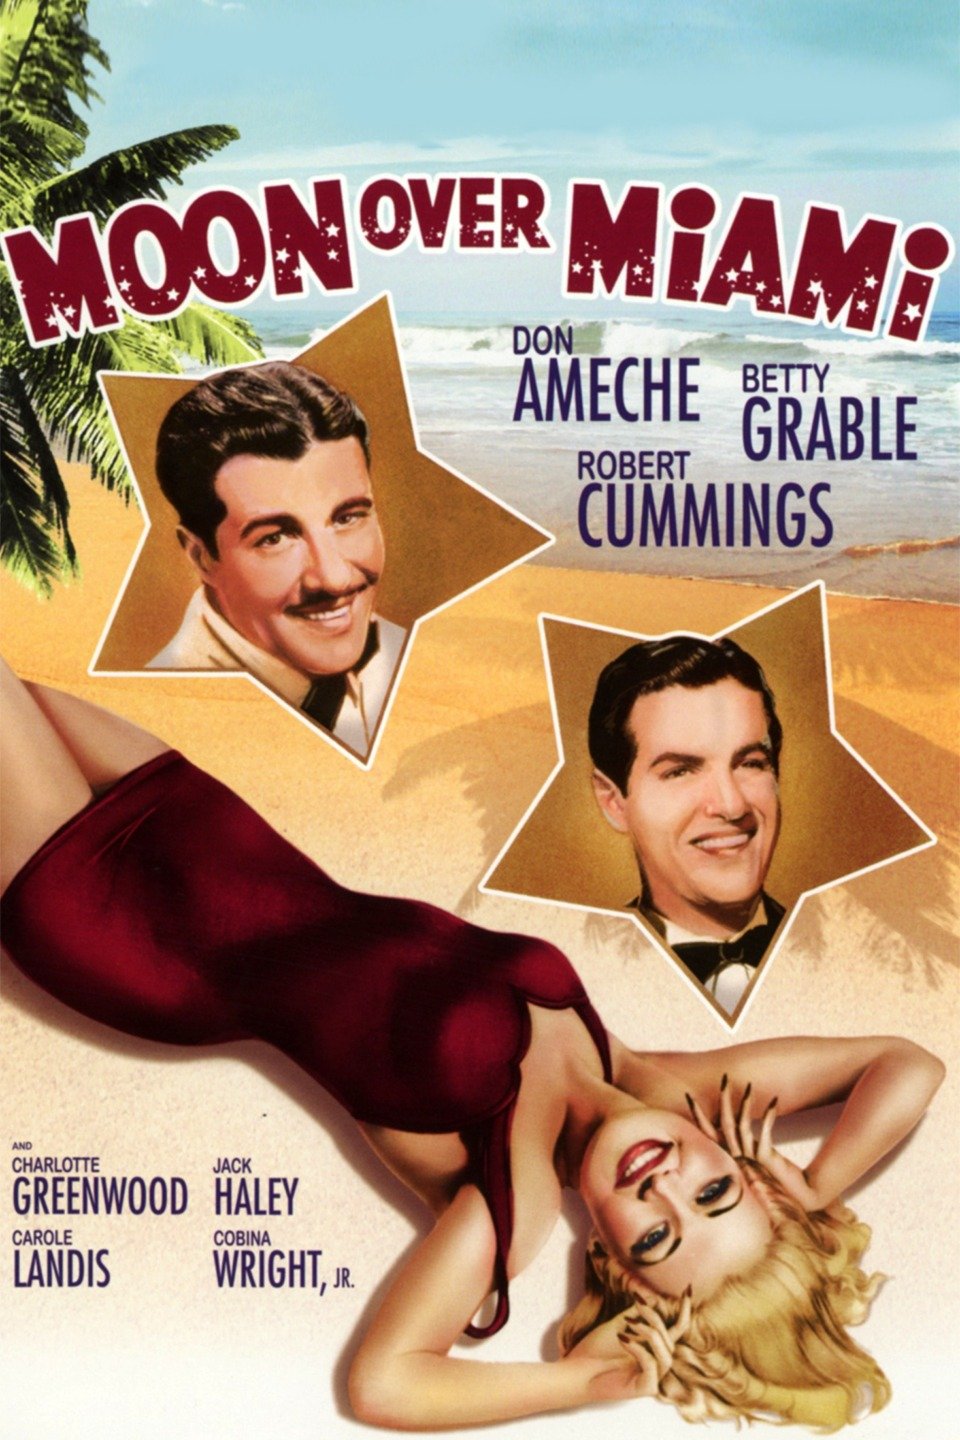 MOON OVER MiAMi
DON
AMECHE
BETTY
GRABLE
ROBERT
CUMMINGS
AND
CHARLOTTE
GREENWOOD
JACK
HALEY
CAROLE
LANDIS
COBINA
WRIGHT, JR.